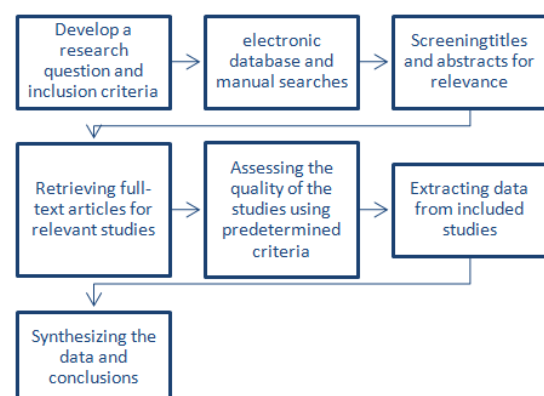 Develop a
research
question and
inclusion criteria
electronic
database and
manual searches
Screeningtitles
and abstracts for
relevance
Retrieving full-
text articles for
relevant studies
Assessing the
quality of the
studies using
predetermined
criteria
Extracting data
from included
studies
Synthesizing the
data and
conclusions